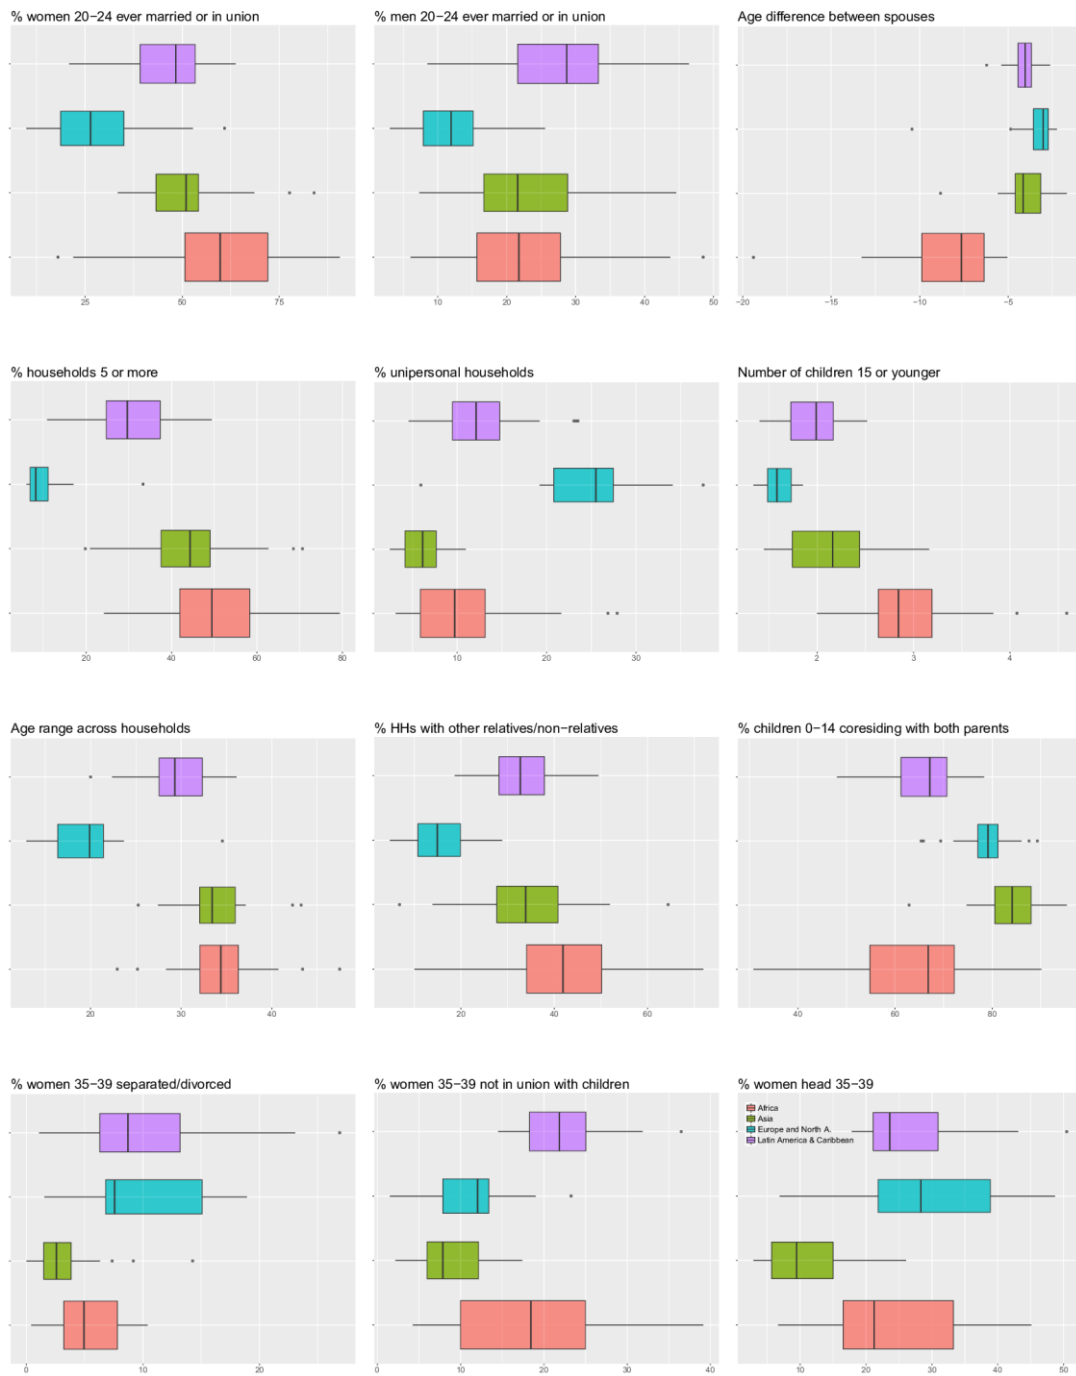 % women 20−24 ever married or in union
% men 20−24 ever married or in union
Age difference between spouses
25 50 75
10 20 30 40 50
−20 −15 −10 −5
% households 5 or more
% unipersonal households
Number of children 15 or younger
20 40 60 80
10 20 30
2 3 4
Age range across households
% HHs with other relatives/non−relatives
% children 0−14 coresiding with both parents
20 30 40
20 40 60
40 60 80
% women 35−39 separated/divorced
% women 35−39 not in union with children
% women head 35−39
Africa
Asia
Europe and North A.
Latin America & Caribbean
0 10 20
0 10 20 30 40
10 20 30 40 50